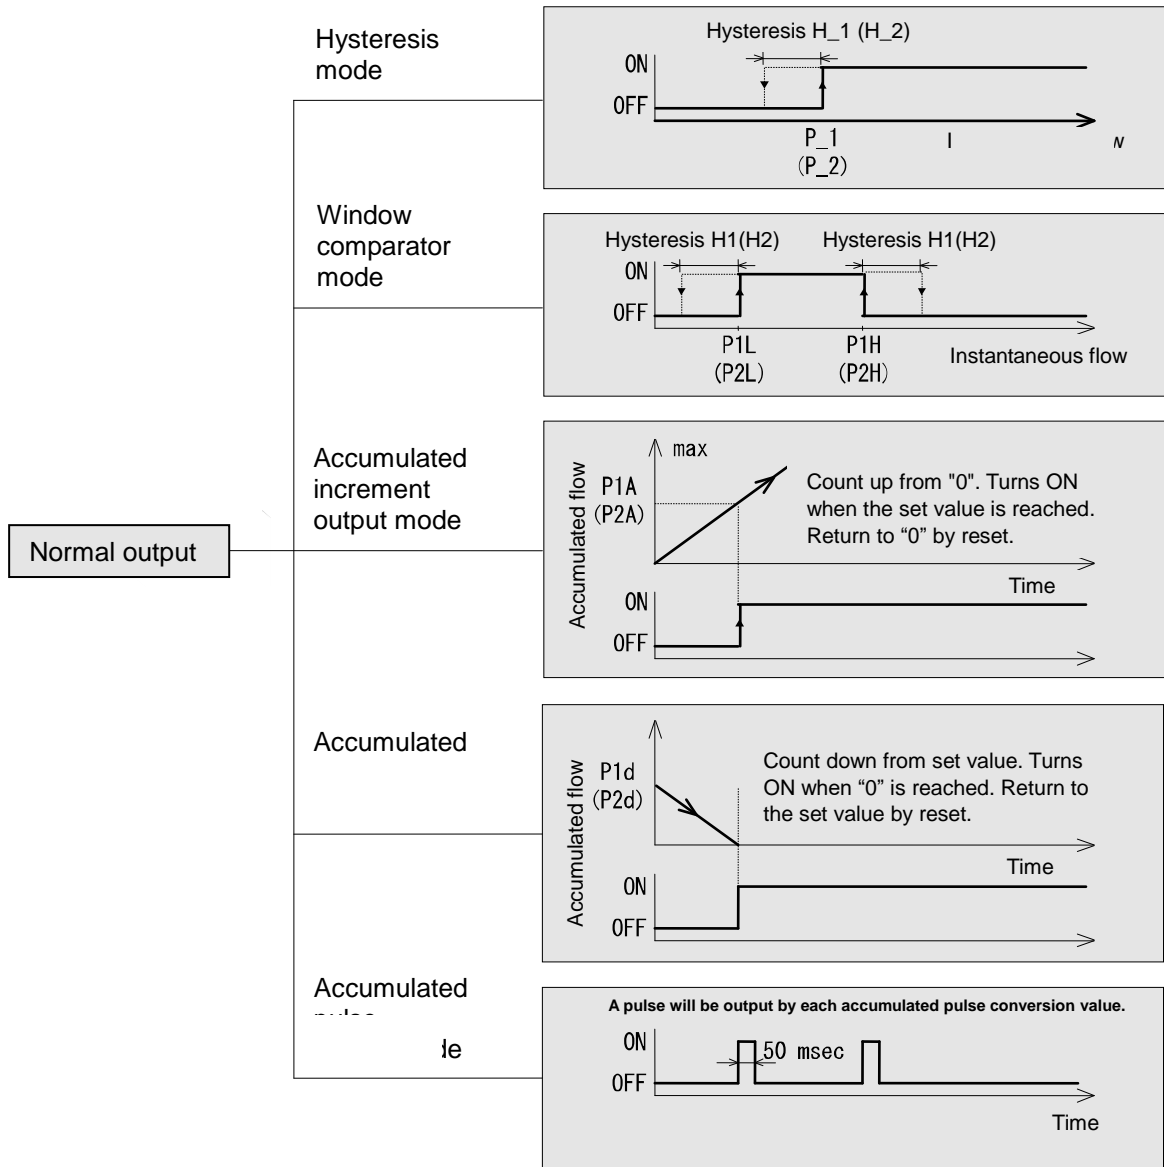 Hysteresis
mode
Hysteresis H_1 (H_2)
ON
OFF
P_1
(P_2)
Window
comparator
mode
Hysteresis H1(H2) Hysteresis H1(H2)
ON
OFF
P1L
(P2L)
P1H
(P2H)
Instantaneous flow
Normal output
Accumulated
increment
output mode
Accumulated flow
max
P1A
(P2A)
Count up from "0". Turns ON
when the set value is reached.
Return to “0” by reset.
Time
ON
OFF
Accumulated
Accumulated flow
P1d
(P2d)
Count down from set value. Turns
ON when “0” is reached. Return to
the set value by reset.
Time
ON
OFF
Accumulated
A pulse will be output by each accumulated pulse conversion value.
ON
OFF
50 msec
Time